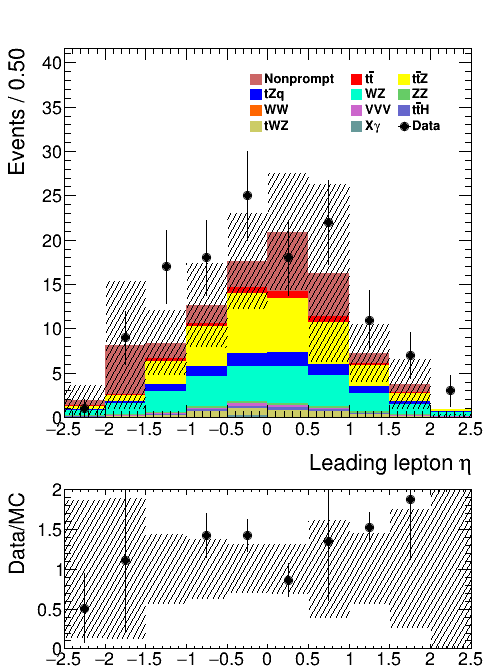 Events / 0.50
40
35
30
25
20
15
10
5
0
Nonprompt tt̄ tt̄Z
tZq WZ ZZ
WW VVV tt̄H
tWZ Xγ Data
−2.5 −2 −1.5 −1 −0.5 0 0.5 1 1.5 2 2.5
Leading lepton η
Data/MC
2
1.5
1
0.5
0
−2.5 −2 −1.5 −1 −0.5 0 0.5 1 1.5 2 2.5